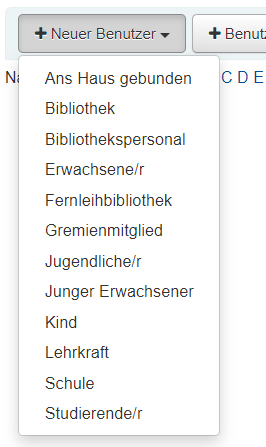 + Neuer Benutzer
+ Benutz
Na
C D E
Ans Haus gebunden
Bibliothek
Bibliothekspersonal
Erwachsene/r
Fernleihbibliothek
Gremienmitglied
Jugendliche/r
Junger Erwachsener
Kind
Lehrkraft
Schule
Studierende/r